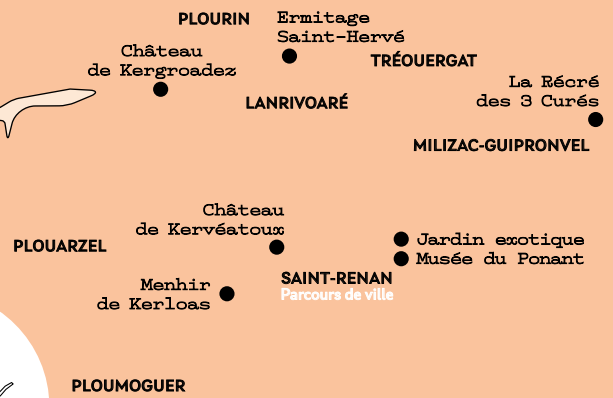 PLOURIN
Ermitage
Saint-Hervé
Château
de Kergroadez
TRÉOUERGAT
La Récré
des 3 Curés
LANRIVOARÉ
MILIZAC-GUIPRONVEL
Château
de Kervéatoux
PLOUARZEL
Jardin exotique
Musée du Ponant
SAINT-RENAN
Parcours de ville
Menhir
de Kerloas
PLOUMOGUER